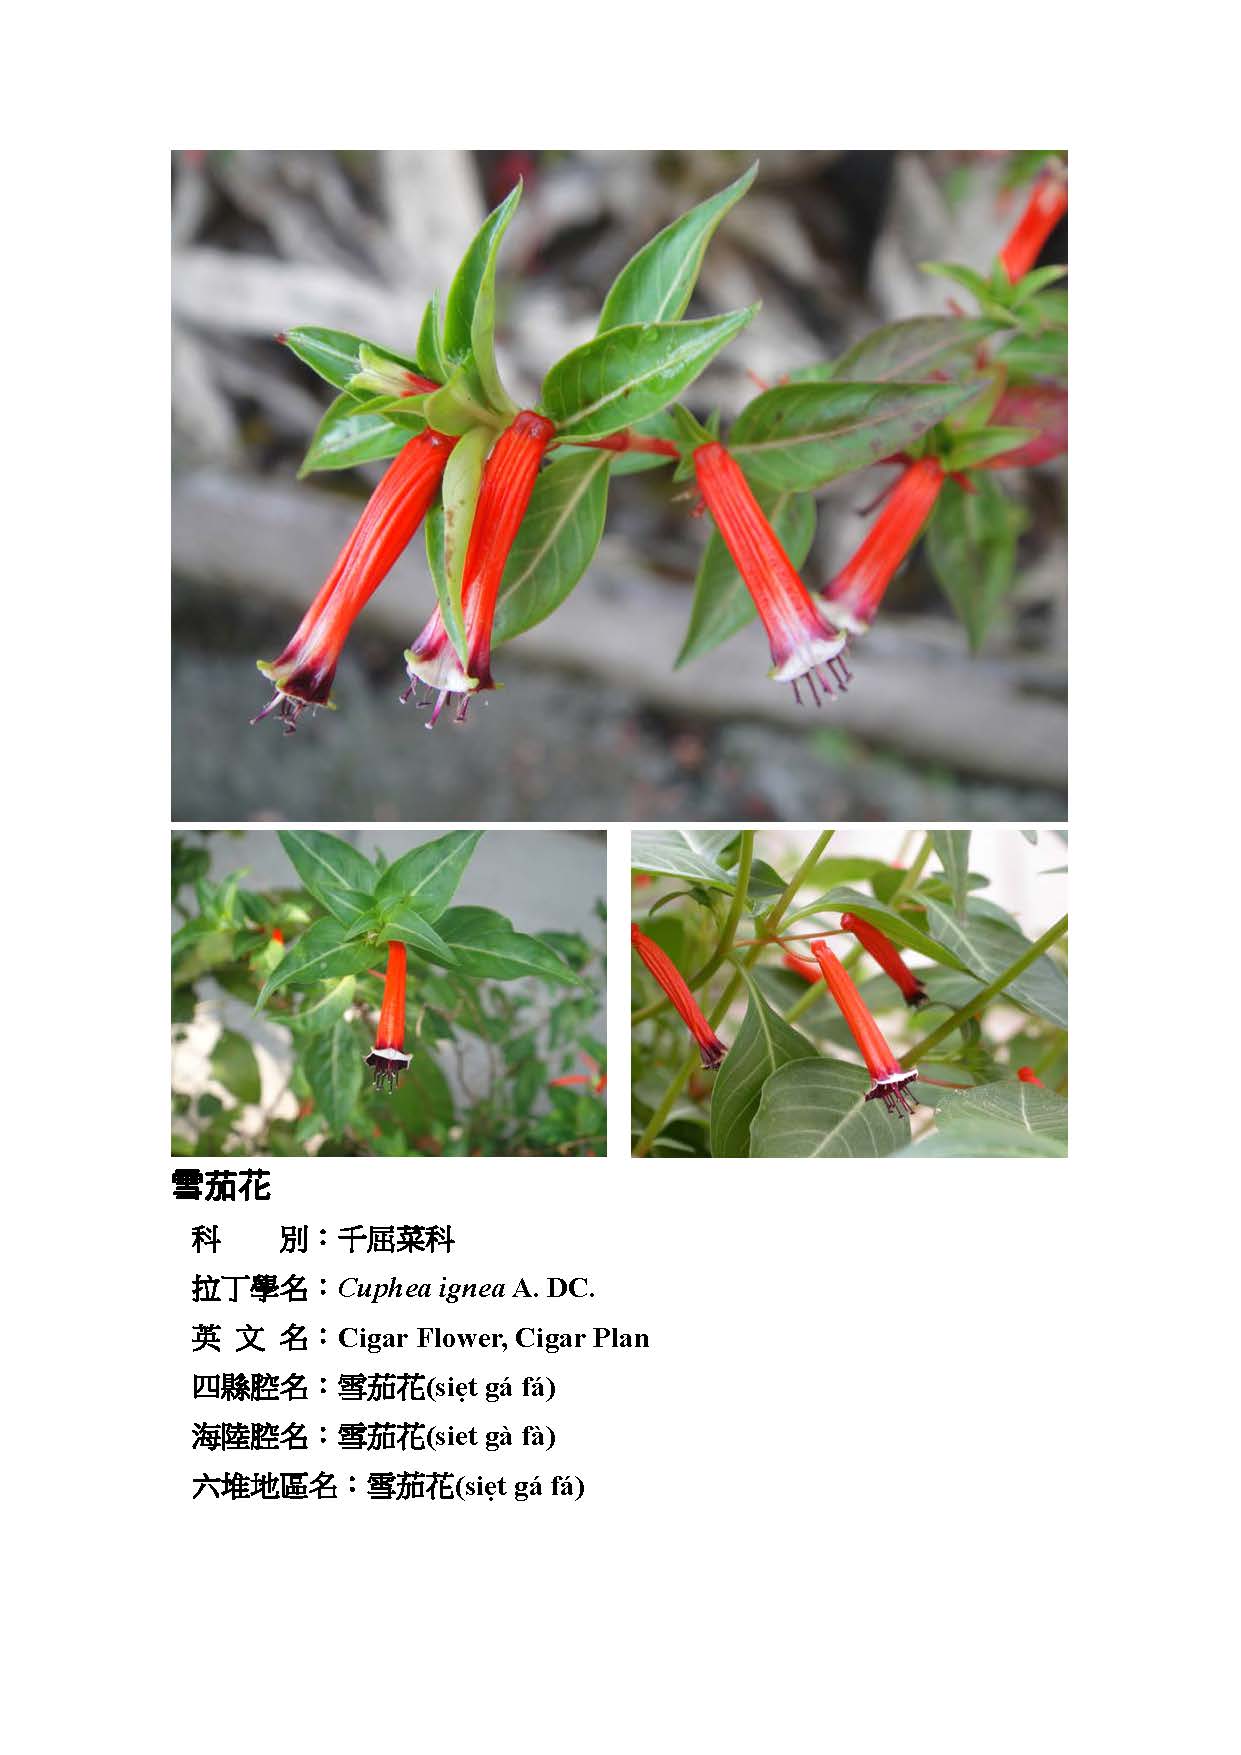 雪茄花
科　　別：千屈菜科
拉丁學名：Cuphea ignea A. DC.
英 文 名：Cigar Flower, Cigar Plan
四縣腔名：雪茄花(siẹt gá fá)
海陸腔名：雪茄花(siet gà fà)
六堆地區名：雪茄花(siẹt gá fá)